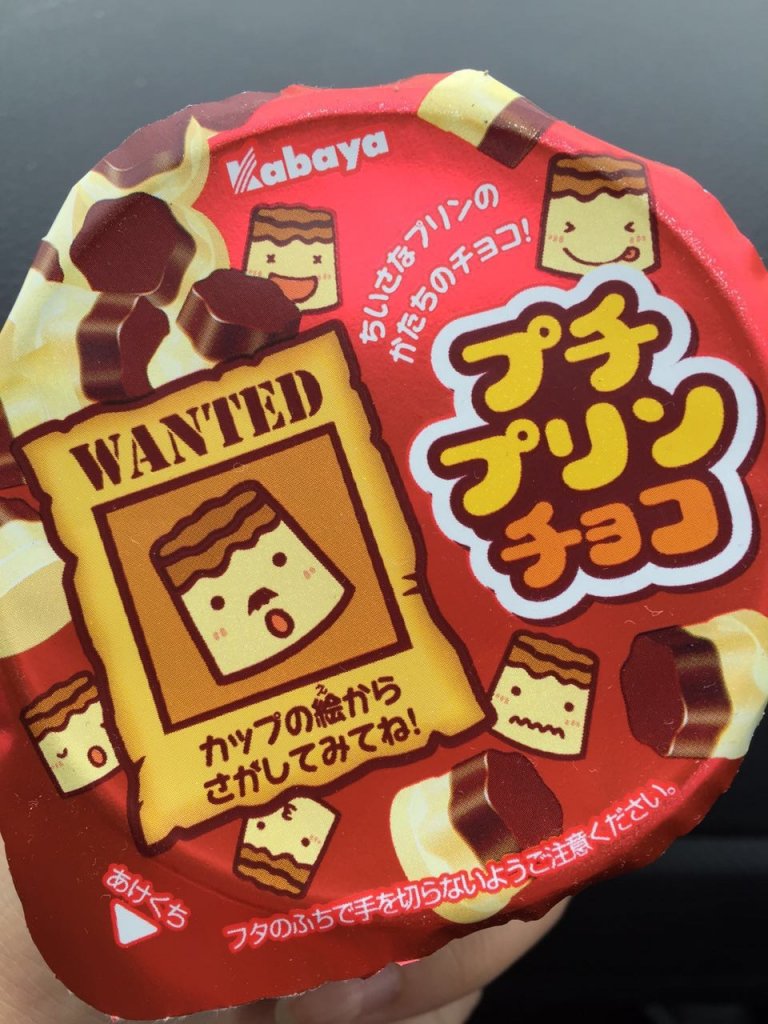 Kabaya
ちいさなプリンの
かたちのチョコ!
プチ
プリン
チョコ
WANTED
カップの絵から
え
さがしてみてね!
あけくち
フタのふちで手を切らないようご注意ください。